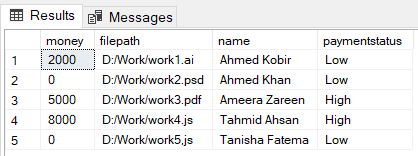 Results Messages
money filepath name paymentstatus
1 2000 D:/Work/work1.ai Ahmed Kobir Low
2 0 D:/Work/work2.psd Ahmed Khan Low
3 5000 D:/Work/work3.pdf Ameera Zareen High
4 8000 D:/Work/work4.js Tahmid Ahsan High
5 0 D:/Work/work5,js Tanisha Fatema Low